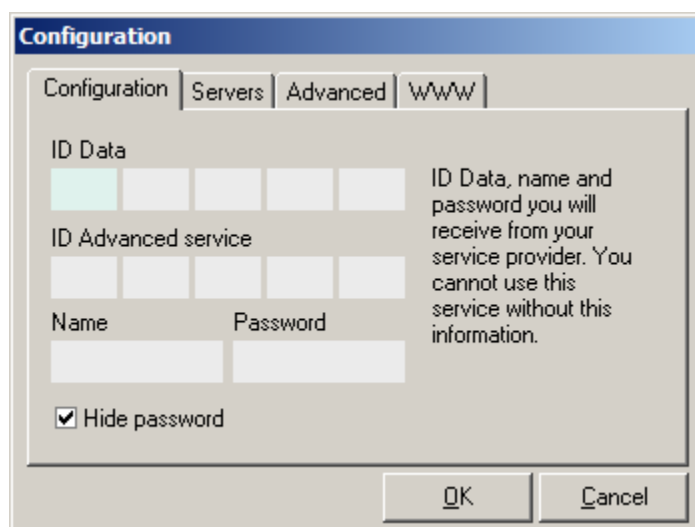 Configuration
Configuration Servers Advanced WWW
ID Data
ID Advanced service
Name Password
Hide password
ID Data, name and
password you will
receive from your
service provider. You
cannot use this
service without this
information.
OK Cancel